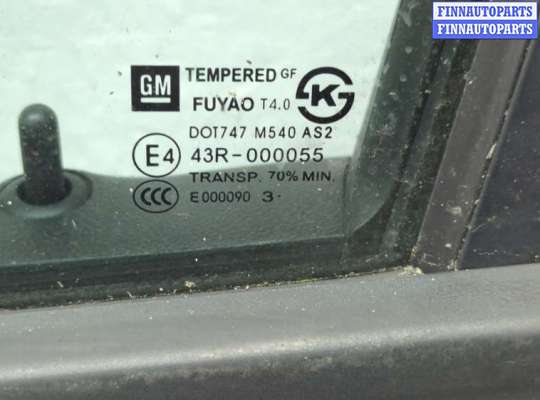 FINNAUTOPARTS
FINNAUTOPARTS
GM TEMPERED GF
FUYAO T4.0
DOT747 M540 AS2
E4 43R-000055
TRANSP. 70% MIN.
CCC E000090 3·